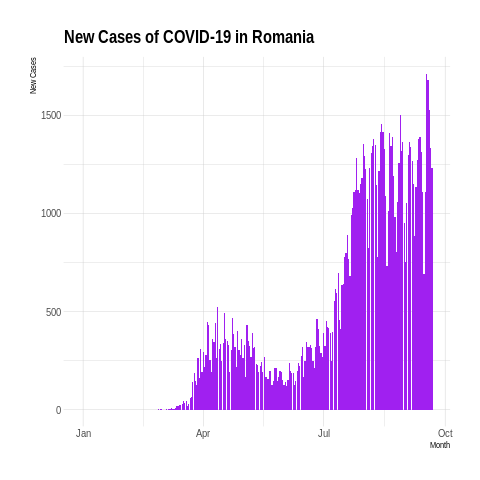 New Cases of COVID-19 in Romania
New Cases
1500
1000
500
0
Jan Apr Jul Oct
Month